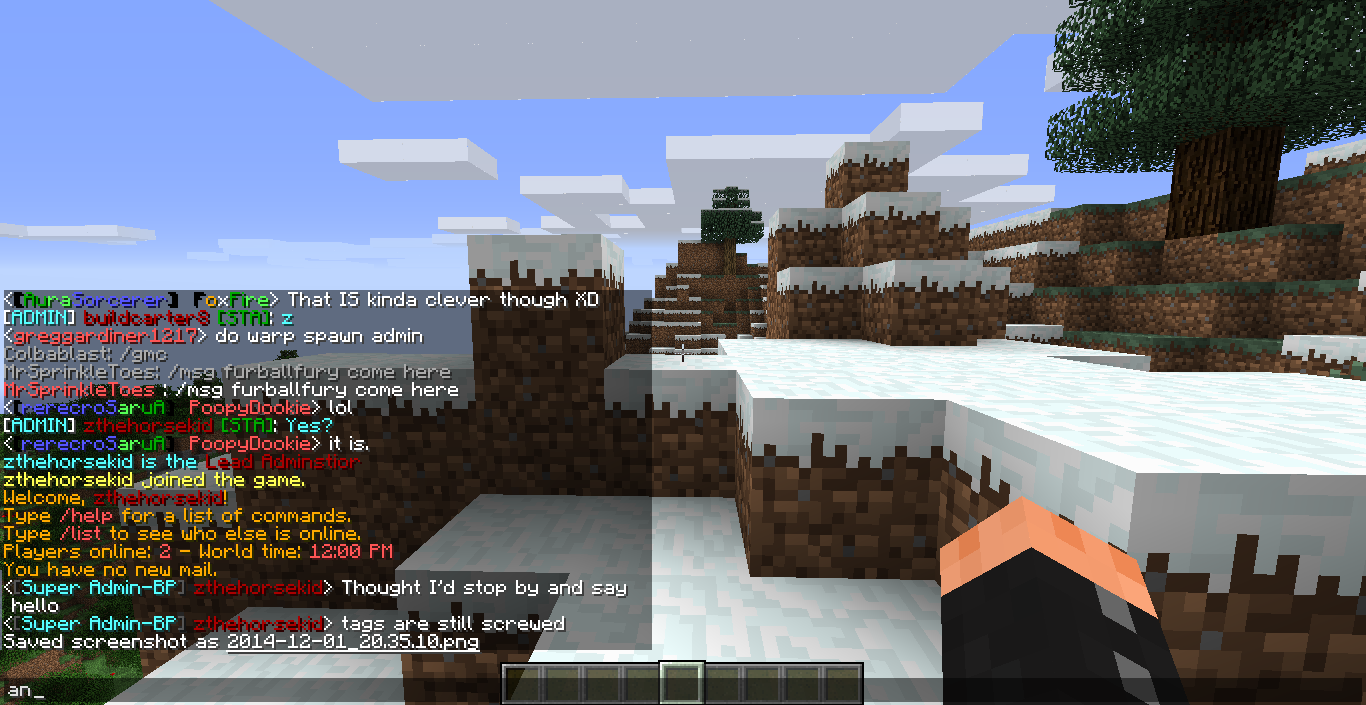 <[AuraSorcerer] FoxFire> That IS kinda clever though XD
[ADMIN] buildcarter8 [STA]: z
<greggardiner1217> do warp spawn admin
Colbablast: /gmc
MrSprinkleToes: /msg furballfury come here
MrSprinkleToes : /msg furballfury come here
< rerecroSaruA PoopyDookie> lol
[ADMIN] zthehorsekid [STA]: Yes?
< rerecroSaruA PoopyDookie> it is.
zthehorsekid is the Lead Adminstior
zthehorsekid joined the game.
Welcome, zthehorsekid!
Type /help for a list of commands.
Type /list to see who else is online.
Players online: 2 – World time: 12:00 PM
You have no new mail.
<[Super Admin-BP] zthehorsekid> Thought I'd stop by and say
hello
<[Super Admin-BP] zthehorsekid> tags are still screwed
Saved screenshot as 2014-12-01_20.35.10.png
an_